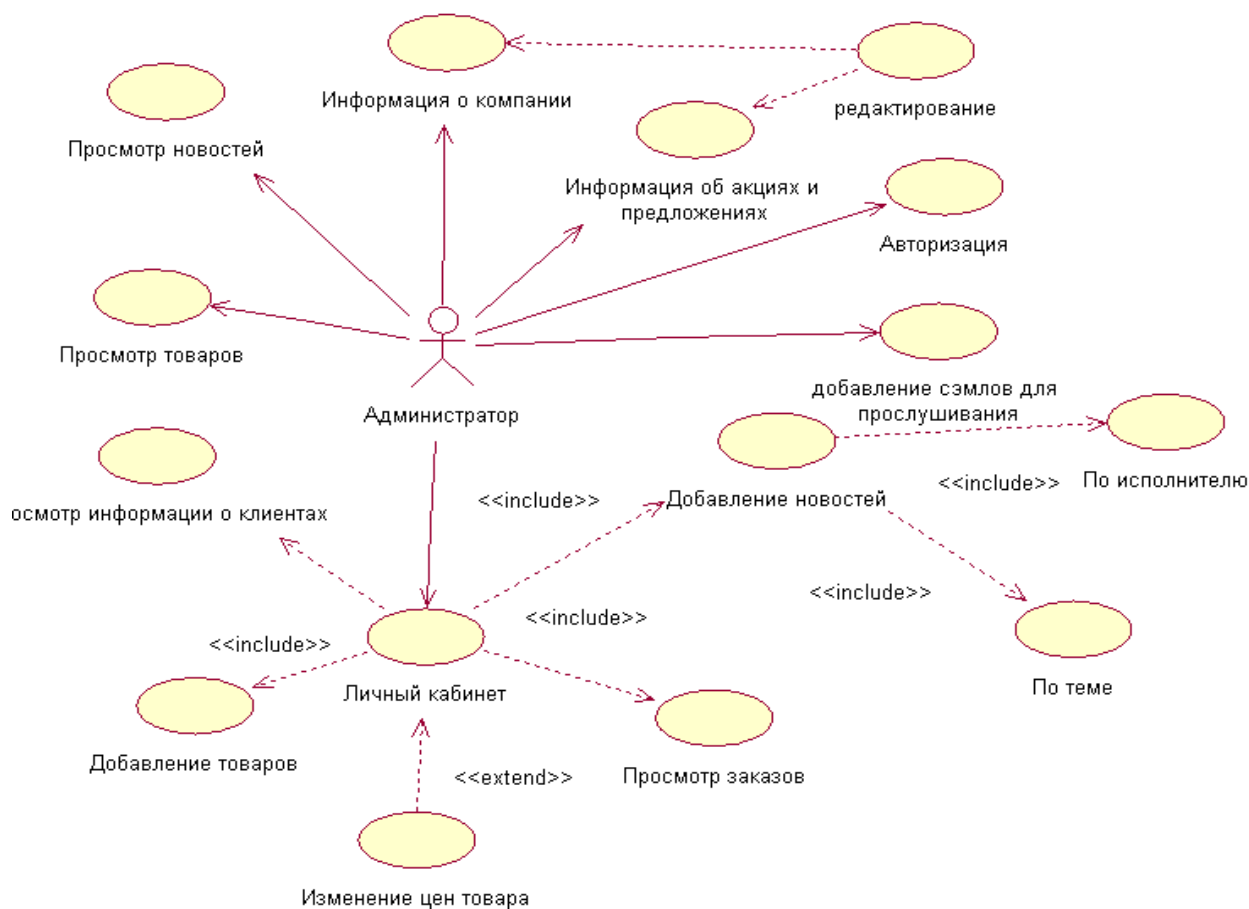 Информация о компании
редактирование
Просмотр новостей
Информация об акциях и
предложениях
Авторизация
Просмотр товаров
добавление сэмлов для
прослушивания
Администратор
По исполнителю
<<include>>
<<include>>
Добавление новостей
осмотр информации о клиентах
<<include>>
<<include>>
<<include>>
Личный кабинет
По теме
Добавление товаров
<<extend>>
Просмотр заказов
Изменение цен товара